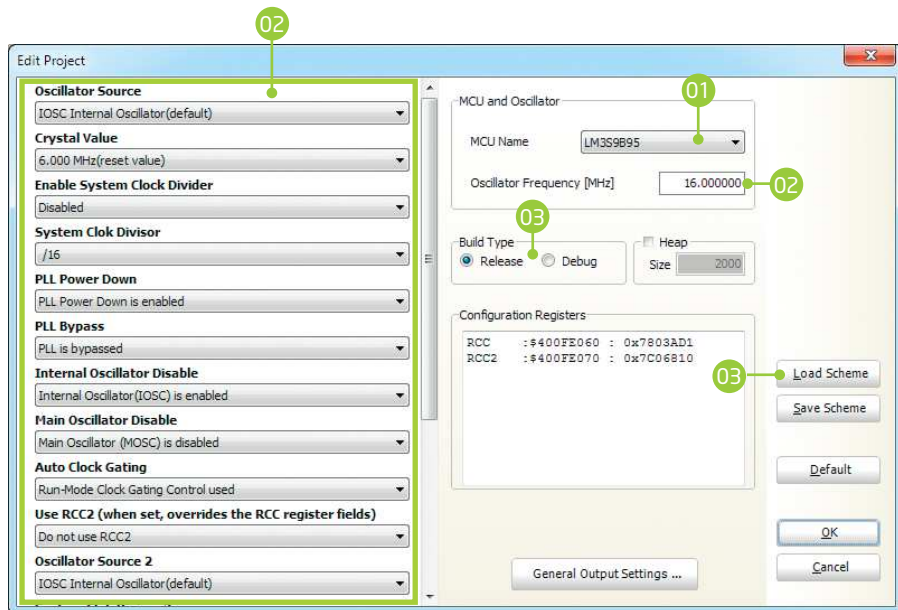 02
Edit Project
Oscillator Source
IOSC Internal Oscillator(default)
Crystal Value
6.000 MHz(reset value)
Enable System Clock Divider
Disabled
System Clok Divisor
/16
PLL Power Down
PLL Power Down is enabled
PLL Bypass
PLL is bypassed
Internal Oscillator Disable
Internal Oscillator(IOSC) is enabled
Main Oscillator Disable
Main Oscillator (MOSC) is disabled
Auto Clock Gating
Run-Mode Clock Gating Control used
Use RCC2 (when set, overrides the RCC register fields)
Do not use RCC2
Oscillator Source 2
IOSC Internal Oscillator(default)
MCU and Oscillator
01
MCU Name
LM3S9B95
Oscillator Frequency [MHz]
16.000000
02
03
Build Type
Release
Debug
Heap
Size
2000
Configuration Registers
RCC :$400FE060 : 0x7803AD1
RCC2 :$400FE070 : 0x7C06810
03
Load Scheme
Save Scheme
Default
OK
Cancel
General Output Settings ...